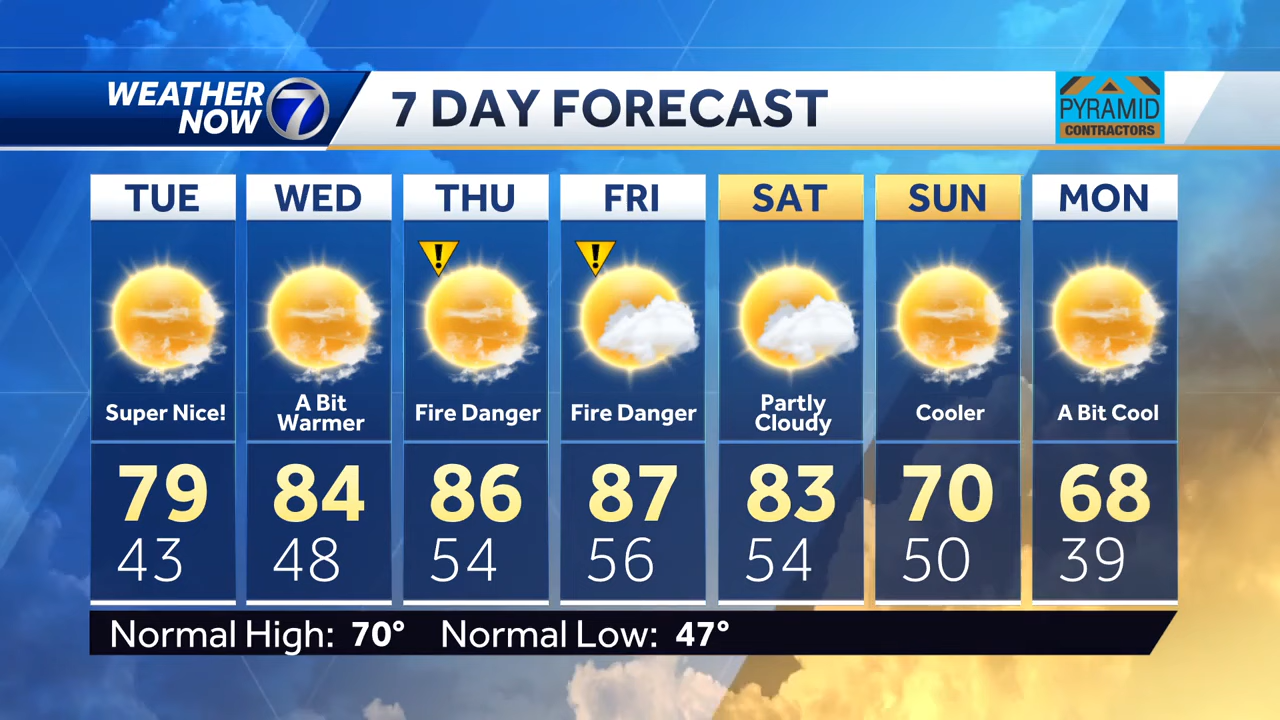 WEATHER
NOW 7
7 DAY FORECAST
PYRAMID
CONTRACTORS
TUE
WED
THU
FRI
SAT
SUN
MON
!
!
Super Nice!
A Bit
Warmer
Fire Danger
Fire Danger
Partly
Cloudy
Cooler
A Bit Cool
79
84
86
87
83
70
68
43
48
54
56
54
50
39
Normal High: 70° Normal Low: 47°